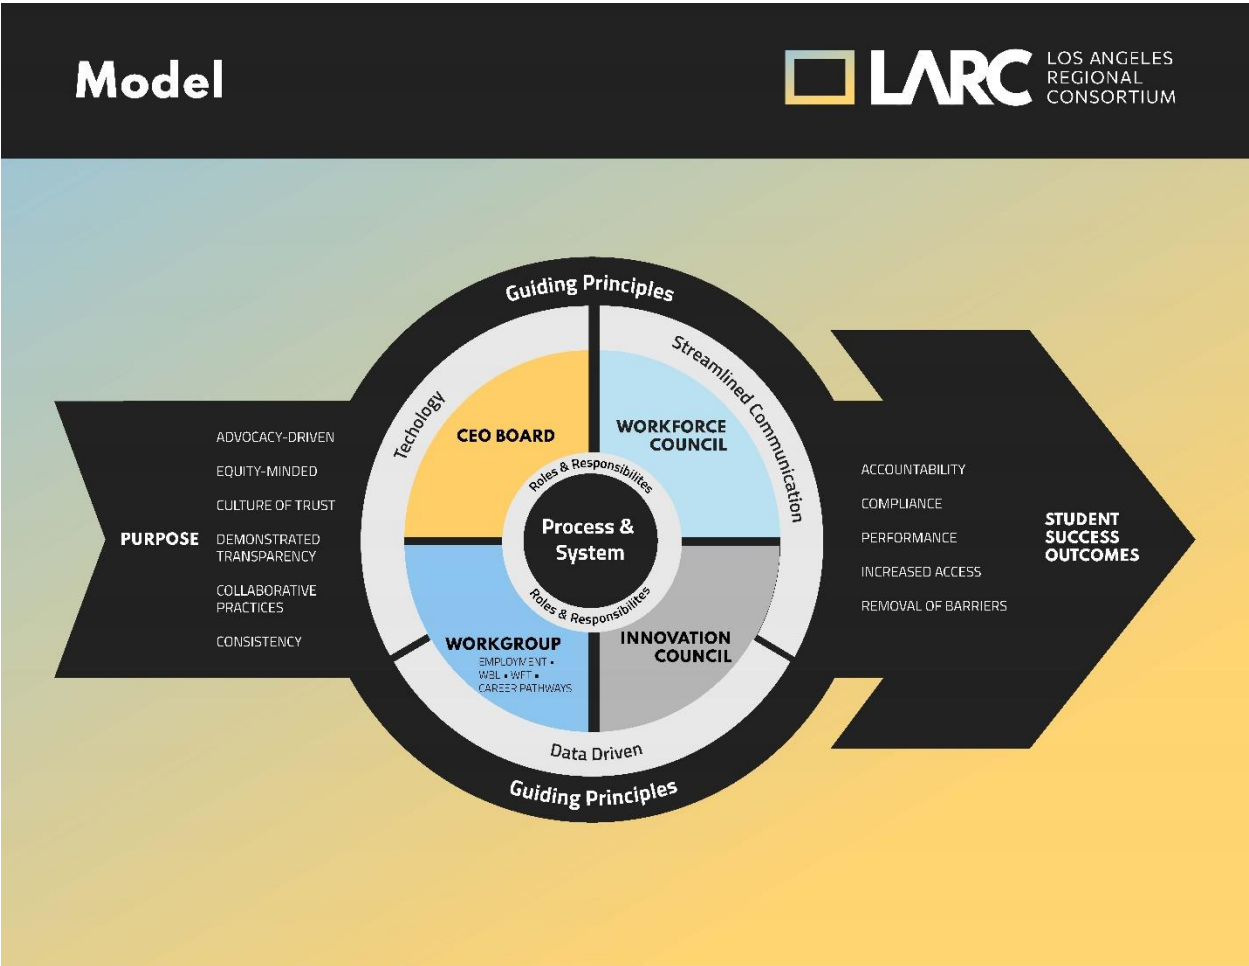 Model
LARC
LOS ANGELES
REGIONAL
CONSORTIUM
Guiding Principles
Techology
Streamlined Communication
CEO BOARD
WORKFORCE
COUNCIL
Roles & Responsibilites
Process &
System
Roles & Responsibilites
WORKGROUP
EMPLOYMENT •
WBL • WFT •
CAREER PATHWAYS
INNOVATION
COUNCIL
Data Driven
Guiding Principles
PURPOSE
ADVOCACY-DRIVEN
EQUITY-MINDED
CULTURE OF TRUST
DEMONSTRATED
TRANSPARENCY
COLLABORATIVE
PRACTICES
CONSISTENCY
ACCOUNTABILITY
COMPLIANCE
PERFORMANCE
INCREASED ACCESS
REMOVAL OF BARRIERS
STUDENT
SUCCESS
OUTCOMES